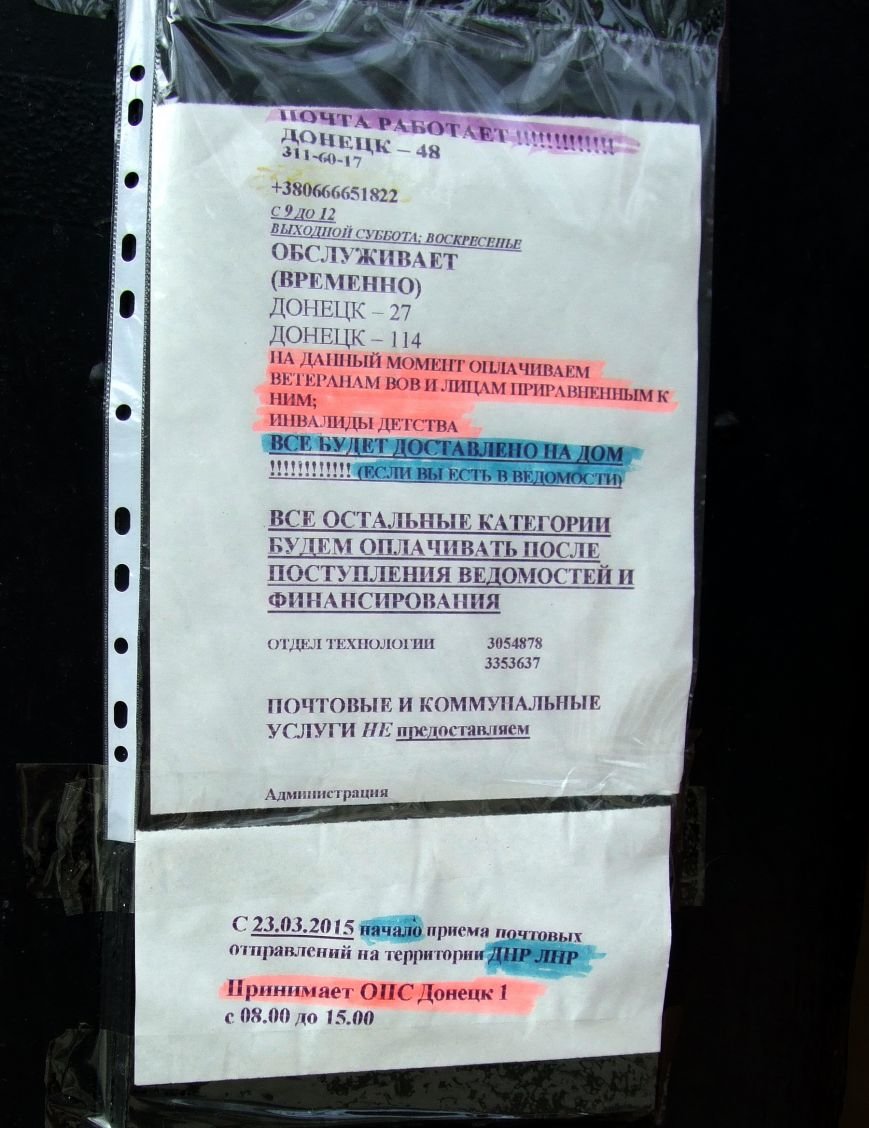 ПОЧТА РАБОТАЕТ !!!!!!!!!!!!
ДОНЕЦК – 48
311-60-17
+380666651822
С 9 ДО 12
ВЫХОДНОЙ СУББОТА; ВОСКРЕСЕНЬЕ
ОБСЛУЖИВАЕТ
(ВРЕМЕННО)
ДОНЕЦК – 27
ДОНЕЦК – 114
НА ДАННЫЙ МОМЕНТ ОПЛАЧИВАЕМ
ВЕТЕРАНАМ ВОВ И ЛИЦАМ ПРИРАВНЕННЫМ К
НИМ;
ИНВАЛИДЫ ДЕТСТВА
ВСЕ БУДЕТ ДОСТАВЛЕНО НА ДОМ
!!!!!!!!!!!! (ЕСЛИ ВЫ ЕСТЬ В ВЕДОМОСТИ)
ВСЕ ОСТАЛЬНЫЕ КАТЕГОРИИ
БУДЕМ ОПЛАЧИВАТЬ ПОСЛЕ
ПОСТУПЛЕНИЯ ВЕДОМОСТЕЙ И
ФИНАНСИРОВАНИЯ
ОТДЕЛ ТЕХНОЛОГИИ 3054878
3353637
ПОЧТОВЫЕ И КОММУНАЛЬНЫЕ
УСЛУГИ НЕ предоставляем
Администрация
С 23.03.2015 начало приема почтовых
отправлений на территории ДНР ЛНР
Принимает ОПС Донецк 1
с 08.00 до 15.00